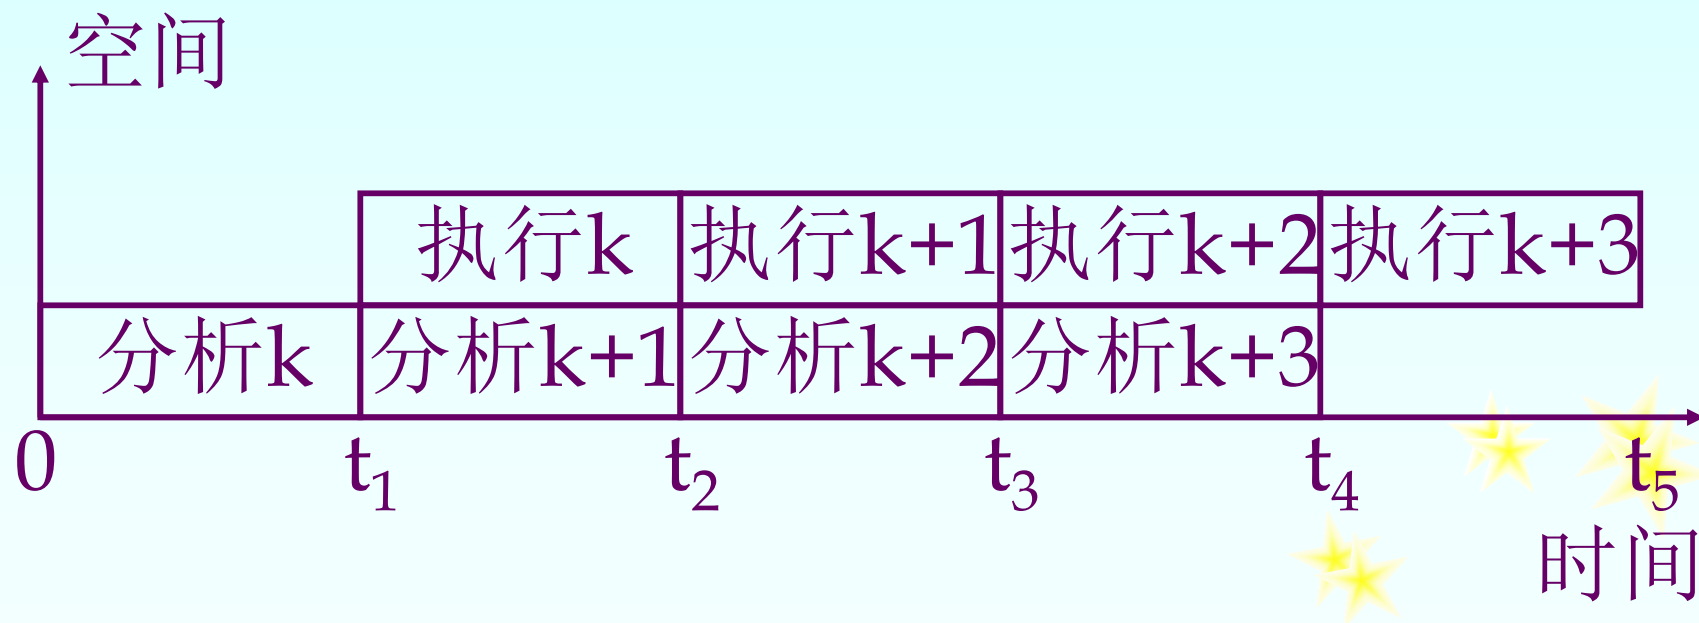 空间
执行k 执行k+1 执行k+2 执行k+3
分析k 分析k+1 分析k+2 分析k+3
0 t₁ t₂ t₃ t₄ t₅
时间